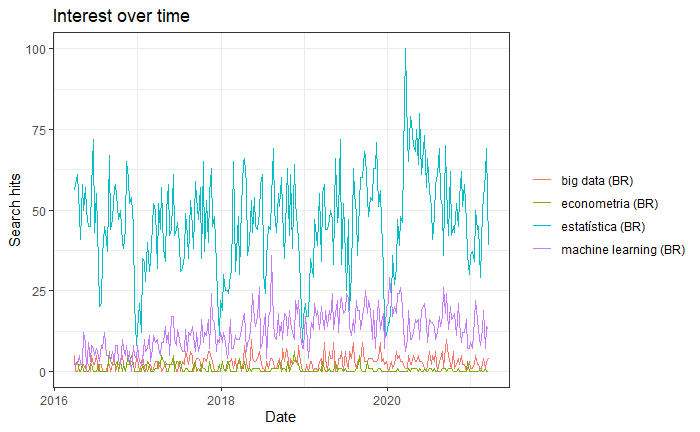 Interest over time
100
75
50
25
0
Search hits
2016
2018
2020
Date
big data (BR)
econometria (BR)
estatística (BR)
machine learning (BR)